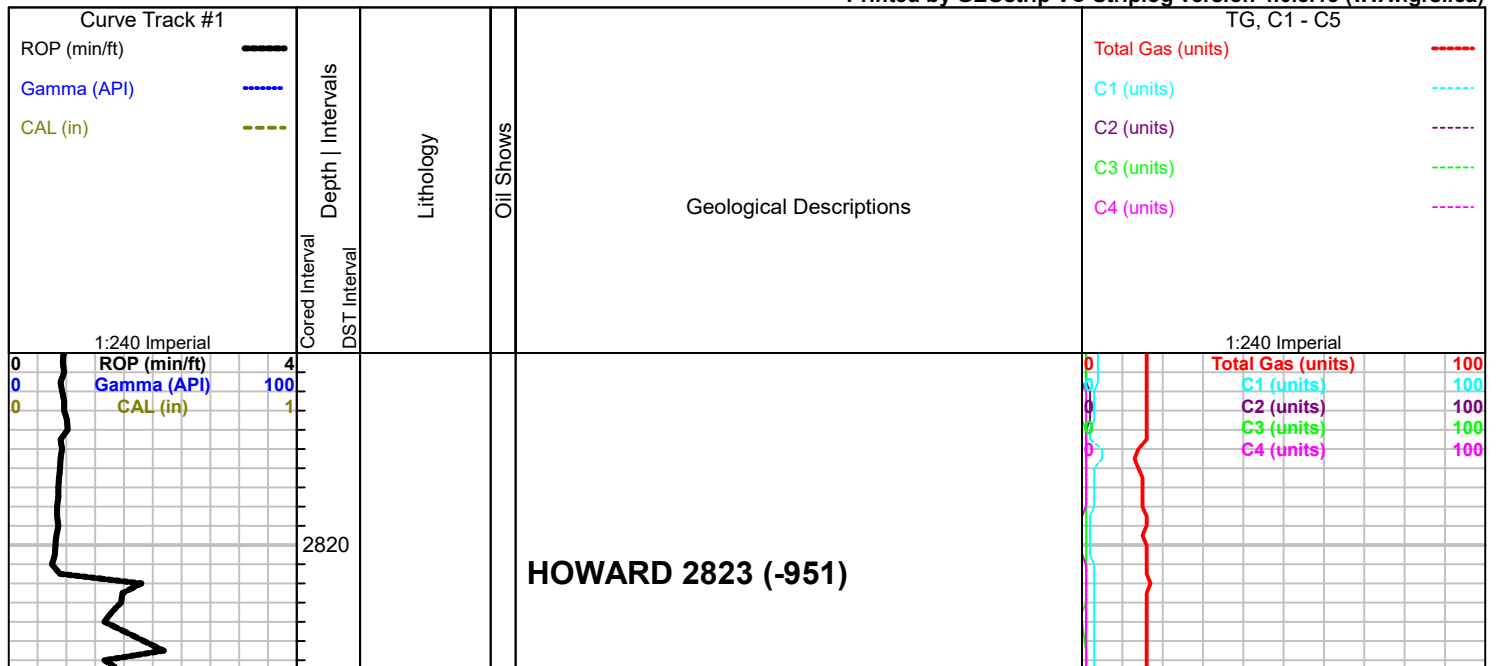 Curve Track #1
ROP (min/ft)
Gamma (API)
CAL (in)
1:240 Imperial
Depth | Intervals
Cored Interval
DST Interval
Lithology
Oil Shows
Geological Descriptions
TG, C1 - C5
Total Gas (units)
C1 (units)
C2 (units)
C3 (units)
C4 (units)
1:240 Imperial
0 ROP (min/ft) 4
0 Gamma (API) 100
0 CAL (in) 1
0 Total Gas (units) 100
0 C1 (units) 100
0 C2 (units) 100
0 C3 (units) 100
0 C4 (units) 100
2820
HOWARD 2823 (-951)